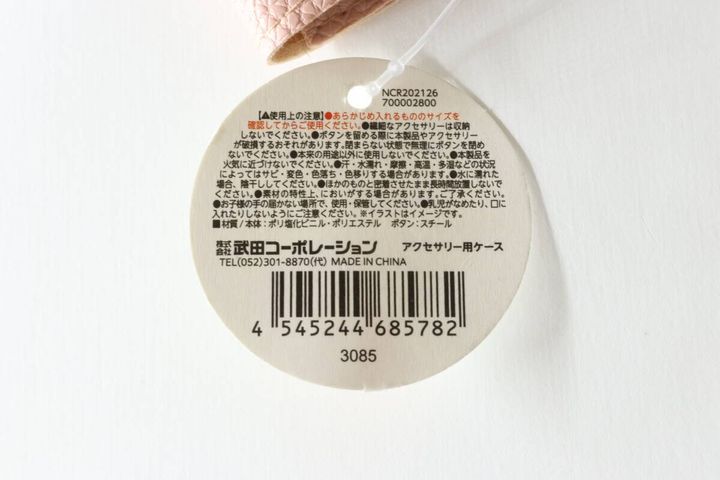 NCR202126
700002800
【▲使用上の注意】●あらかじめ入れるもののサイズを
確認してからご使用ください。●繊細なアクセサリーは収納
しないでください。●ボタンを留める際に本製品やアクセサリー
が破損するおそれがあります。閉まらない状態で無理にボタンを閉め
ないでください。●本来の用途以外に使用しないでください。●本製品を
火気に近づけないでください。●汗・水濡れ・摩擦・高温・多湿などの状況
によってはサビ・変色・色落ち・色移りする場合があります。●水に濡れた
場合、陰干ししてください。●ほかのものと密着させたまま長時間放置しないで
ください。●素材の特性上、においがする場合があります。ご了承ください。
●お子様の手の届かない場所で、使用・保管してください。●乳児がなめたり、口に
入れたりしないようにご注意ください。※イラストはイメージです。
■材質/本体：ポリ塩化ビニル・ポリエステル ボタン：スチール
株式会社 武田コーポレーション アクセサリー用ケース
TEL(052)301-8870(代) MADE IN CHINA
4 545244 685782
3085